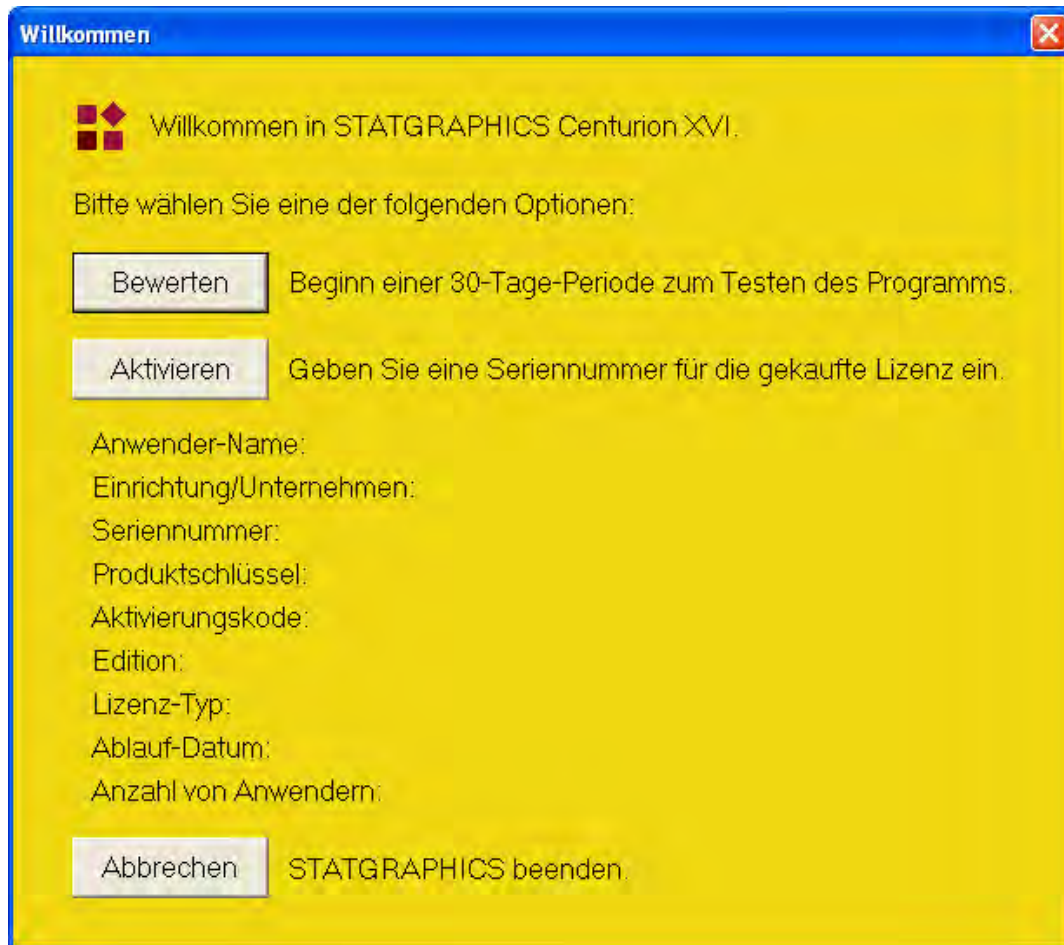 Willkommen
Willkommen in STATGRAPHICS Centurion XVI.
Bitte wählen Sie eine der folgenden Optionen:
Bewerten Beginn einer 30-Tage-Periode zum Testen des Programms.
Aktivieren Geben Sie eine Seriennummer für die gekaufte Lizenz ein.
Anwender-Name:
Einrichtung/Unternehmen:
Seriennummer:
Produktschlüssel:
Aktivierungskode:
Edition:
Lizenz-Typ:
Ablauf-Datum:
Anzahl von Anwendern:
Abbrechen STATGRAPHICS beenden.